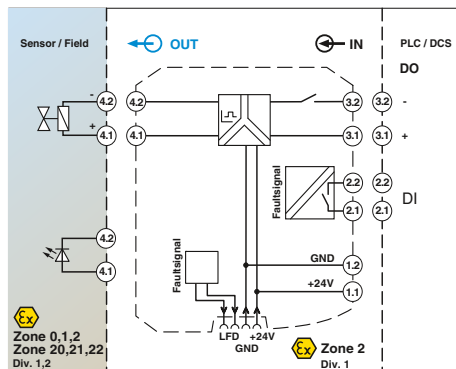 Sensor / Field
OUT
IN
PLC / DCS
DO
-
4.2
4.2
3.2
3.2
-
+
4.1
4.1
3.1
3.1
+
Faultsignal
2.2
2.2
DI
2.1
2.1
4.2
4.1
Faultsignal
GND
1.2
+24V
1.1
LFD
+24V
GND
Ex
Zone 0,1,2
Zone 20,21,22
Div. 1,2
Ex
Zone 2
Div. 1